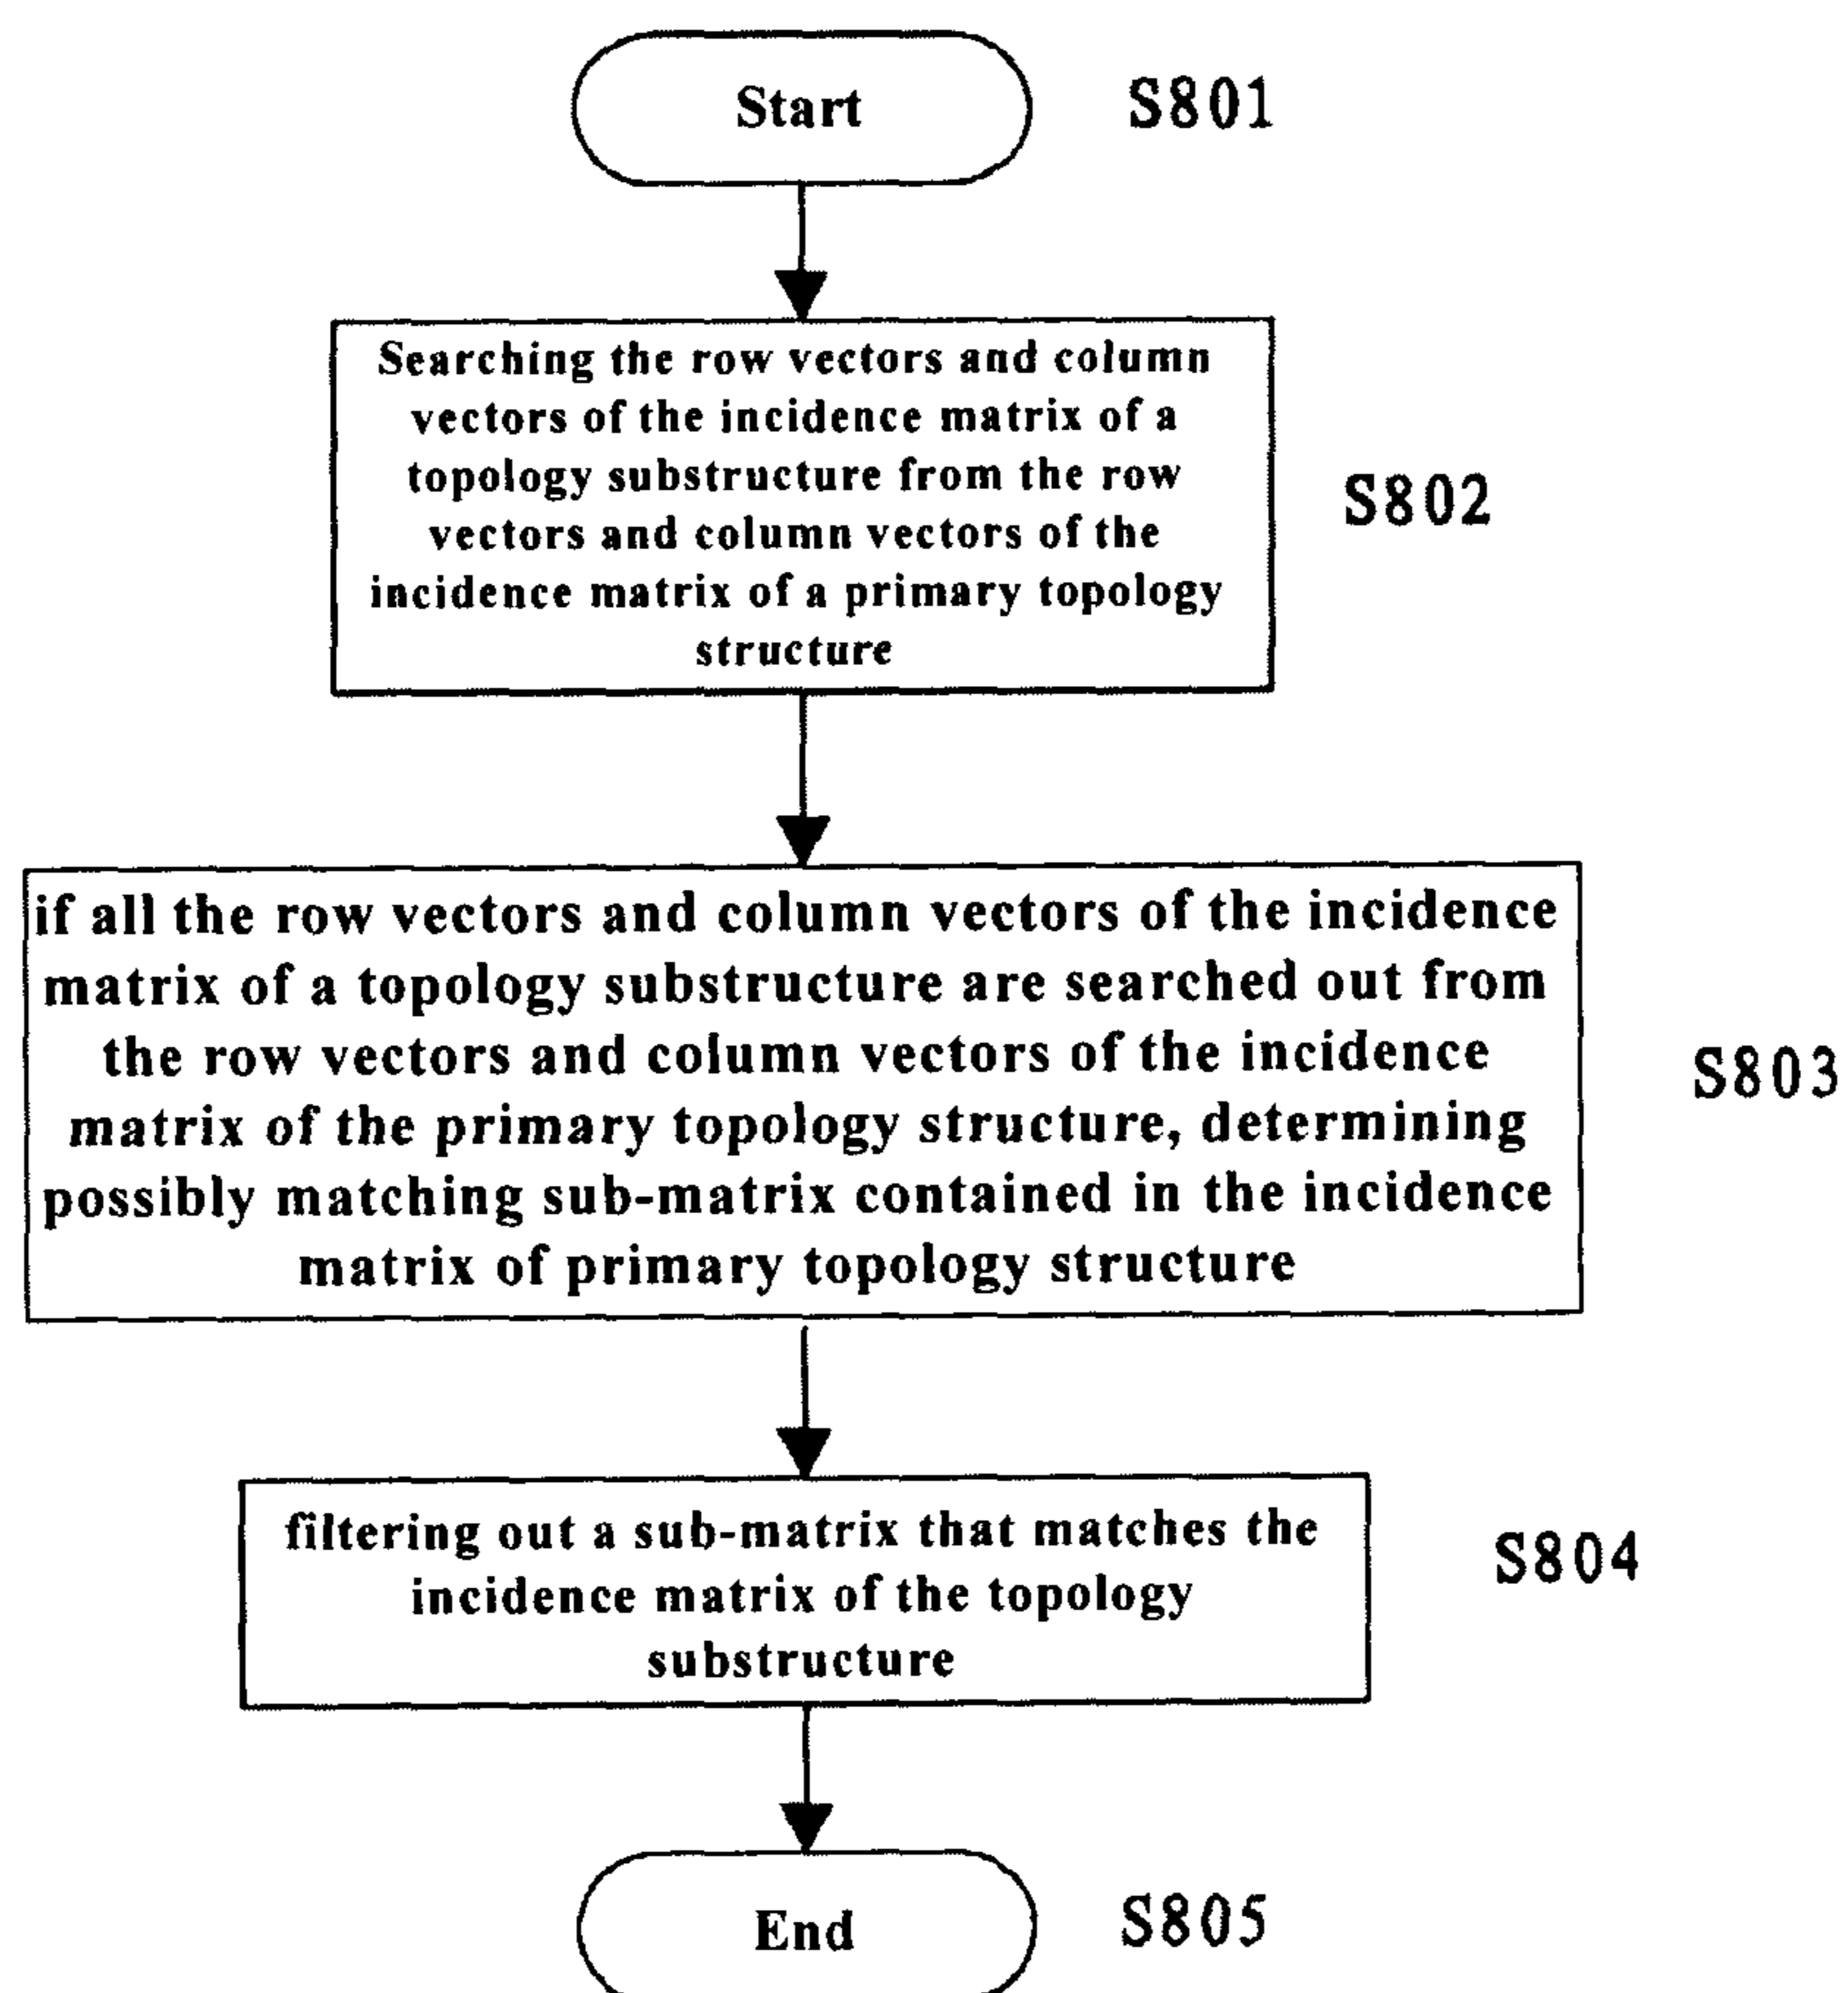 Start
S801
Searching the row vectors and column
vectors of the incidence matrix of a
topology substructure from the row
vectors and column vectors of the
incidence matrix of a primary topology
structure
S802
if all the row vectors and column vectors of the incidence
matrix of a topology substructure are searched out from
the row vectors and column vectors of the incidence
matrix of the primary topology structure, determining
possibly matching sub-matrix contained in the incidence
matrix of primary topology structure
S803
filtering out a sub-matrix that matches the
incidence matrix of the topology
substructure
S804
End
S805